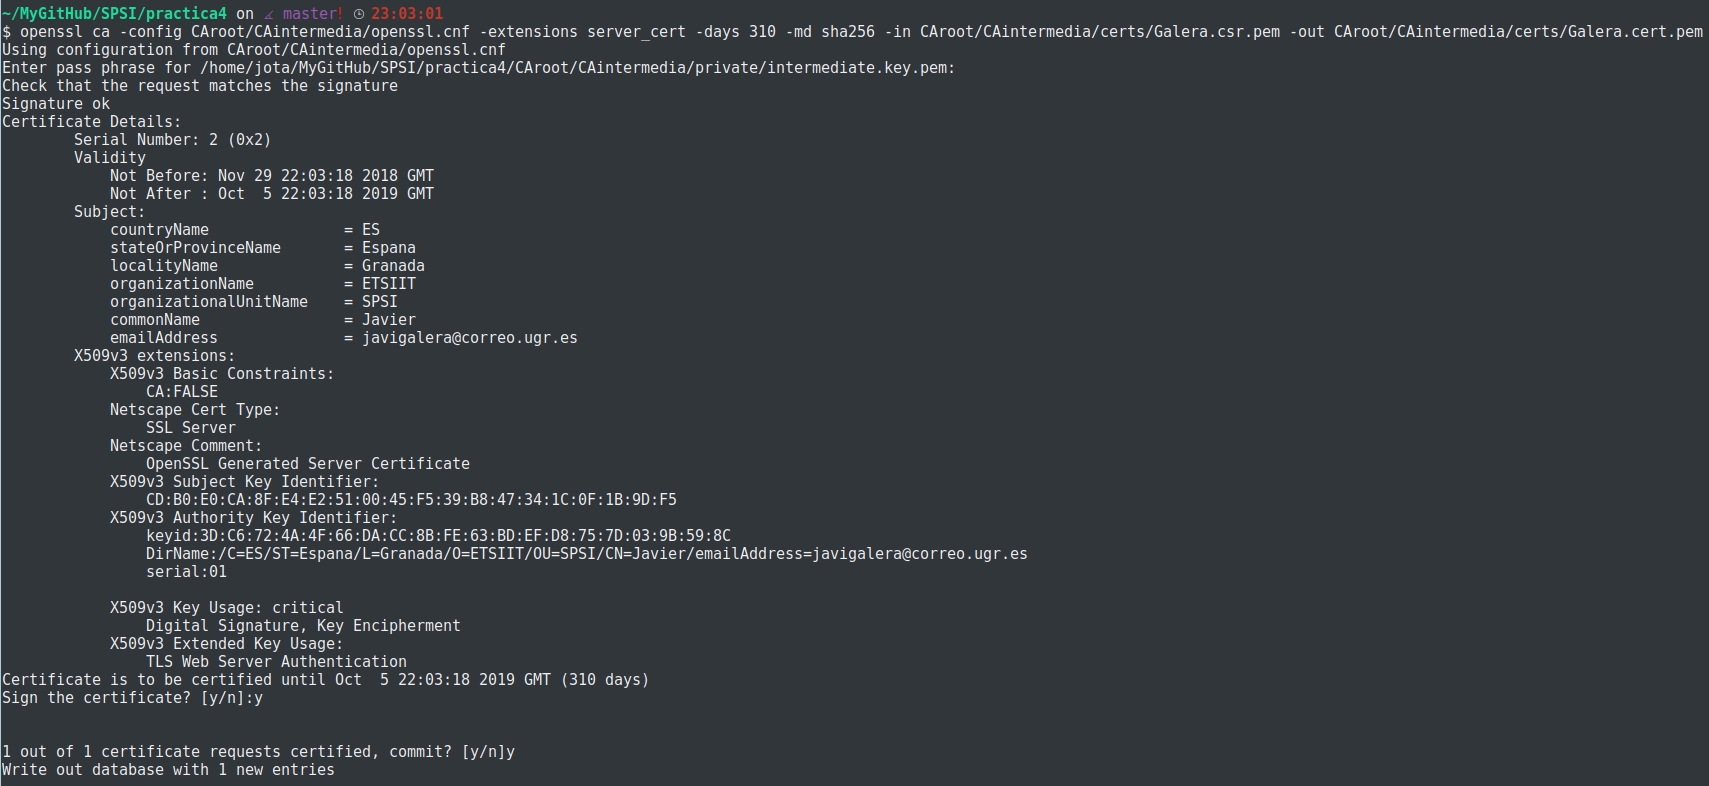 ~/MyGitHub/SPSI/practica4 on master! 23:03:01
$ openssl ca -config CAroot/CAintermedia/openssl.cnf -extensions server_cert -days 310 -md sha256 -in CAroot/CAintermedia/certs/Galera.csr.pem -out CAroot/CAintermedia/certs/Galera.cert.pem
Using configuration from CAroot/CAintermedia/openssl.cnf
Enter pass phrase for /home/jota/MyGitHub/SPSI/practica4/CAroot/CAintermedia/private/intermediate.key.pem:
Check that the request matches the signature
Signature ok
Certificate Details:
        Serial Number: 2 (0x2)
        Validity
            Not Before: Nov 29 22:03:18 2018 GMT
            Not After : Oct  5 22:03:18 2019 GMT
        Subject:
            countryName               = ES
            stateOrProvinceName       = Espana
            localityName              = Granada
            organizationName          = ETSIIT
            organizationalUnitName    = SPSI
            commonName                = Javier
            emailAddress              = javigalera@correo.ugr.es
        X509v3 extensions:
            X509v3 Basic Constraints:
                CA:FALSE
            Netscape Cert Type:
                SSL Server
            Netscape Comment:
                OpenSSL Generated Server Certificate
            X509v3 Subject Key Identifier:
                CD:B0:E0:CA:8F:E4:E2:51:00:45:F5:39:B8:47:34:1C:0F:1B:9D:F5
            X509v3 Authority Key Identifier:
                keyid:3D:C6:72:4A:4F:66:DA:CC:8B:FE:63:BD:EF:D8:75:7D:03:9B:59:8C
                DirName:/C=ES/ST=Espana/L=Granada/O=ETSIIT/OU=SPSI/CN=Javier/emailAddress=javigalera@correo.ugr.es
                serial:01
            X509v3 Key Usage: critical
                Digital Signature, Key Encipherment
            X509v3 Extended Key Usage:
                TLS Web Server Authentication
Certificate is to be certified until Oct  5 22:03:18 2019 GMT (310 days)
Sign the certificate? [y/n]:y
1 out of 1 certificate requests certified, commit? [y/n]y
Write out database with 1 new entries